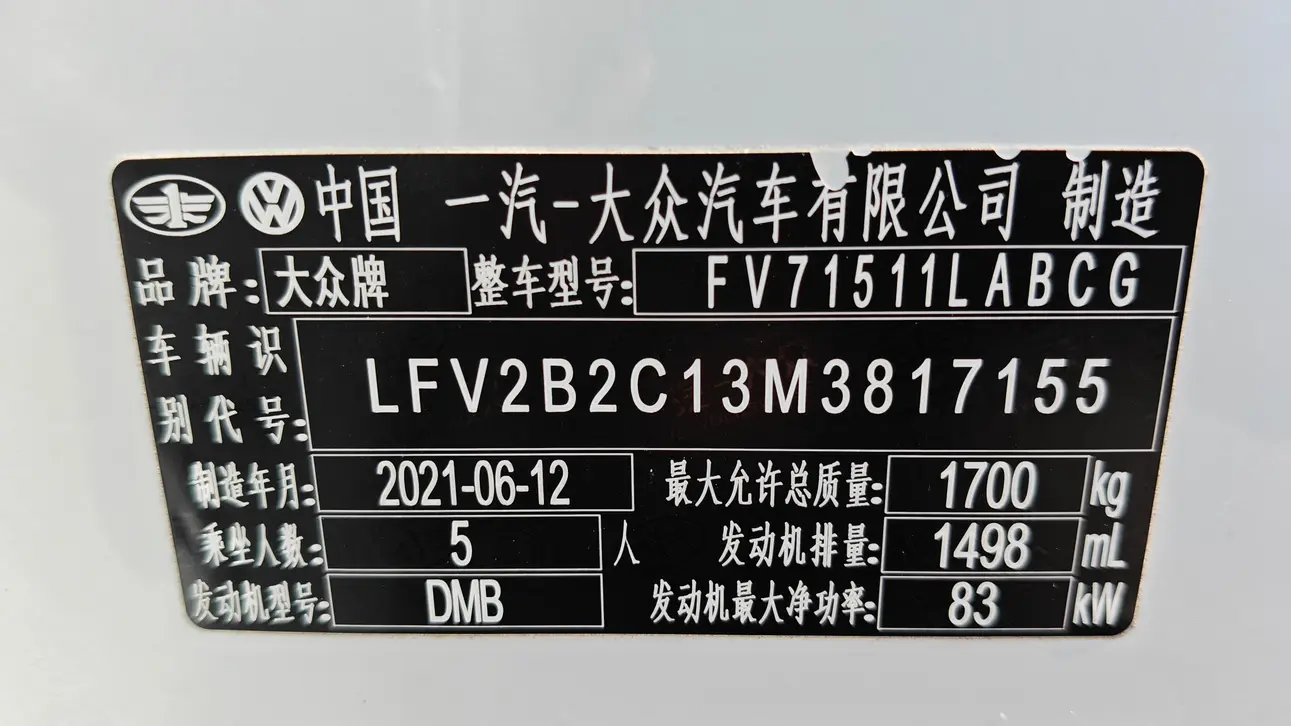 中国 一汽-大众汽车有限公司 制造
品牌: 大众牌 整车型号: FV71511LABCG
车辆识别代号: LFV2B2C13M3817155
制造年月: 2021-06-12 最大允许总质量: 1700 kg
乘坐人数: 5 人 发动机排量: 1498 mL
发动机型号: DMB 发动机最大净功率: 83 kW